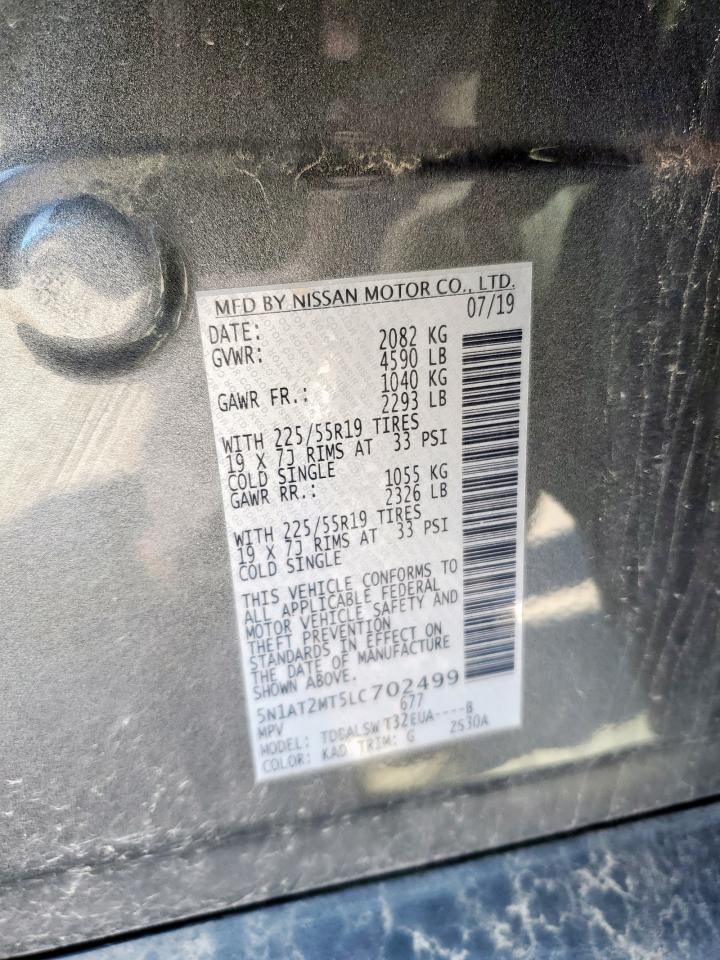 MFD BY NISSAN MOTOR CO., LTD.
DATE: 07/19
GVWR: 2082 KG
4590 LB
GAWR FR.: 1040 KG
2293 LB
WITH 225/55R19 TIRES
19 X 7J RIMS AT 33 PSI
COLD SINGLE
GAWR RR.: 1055 KG
2326 LB
WITH 225/55R19 TIRES
19 X 7J RIMS AT 33 PSI
COLD SINGLE
THIS VEHICLE CONFORMS TO
ALL APPLICABLE FEDERAL
MOTOR VEHICLE SAFETY AND
THEFT PREVENTION
STANDARDS IN EFFECT ON
THE DATE OF MANUFACTURE
SHOWN ABOVE.
5N1AT2MT5LC702499
MPV 677
MODEL: T32EUA----B
COLOR: KAD TRIM: G 2S30A